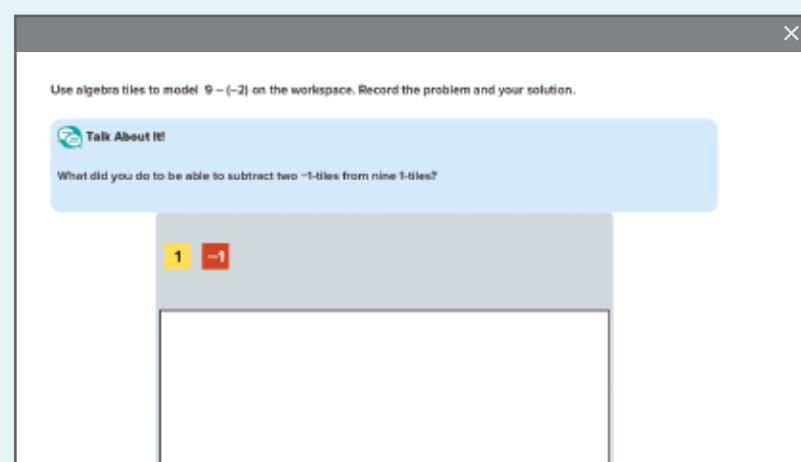 Use algebra tiles to model 9 – (–2) on the workspace. Record the problem and your solution.
Talk About It!
What did you do to be able to subtract two –1-tiles from nine 1-tiles?
1 –1